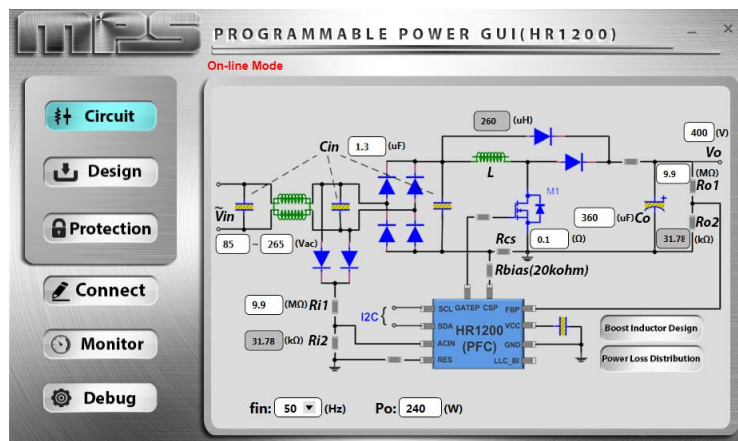 mps
PROGRAMMABLE POWER GUI(HR1200)
On-line Mode
Circuit
Design
Protection
Connect
Monitor
Debug
260 (uH)
400 (V)
Cin 1.3 (uF)
Vo
L
9.9 (MΩ)
Ro1
M1
~
Vin
360 (uF) Co
+
Ro2
85 ~ 265 (Vac)
Rcs 0.1 (Ω)
31.78 (kΩ)
Rbias(20kohm)
9.9 (MΩ) Ri1
I2C
SCL GATEP CSP FBP
SDA HR1200 VCC
31.78 (kΩ) Ri2
ACIN (PFC) GND
RES LLC_BI
Boost Inductor Design
Power Loss Distribution
fin: 50 (Hz) Po: 240 (W)